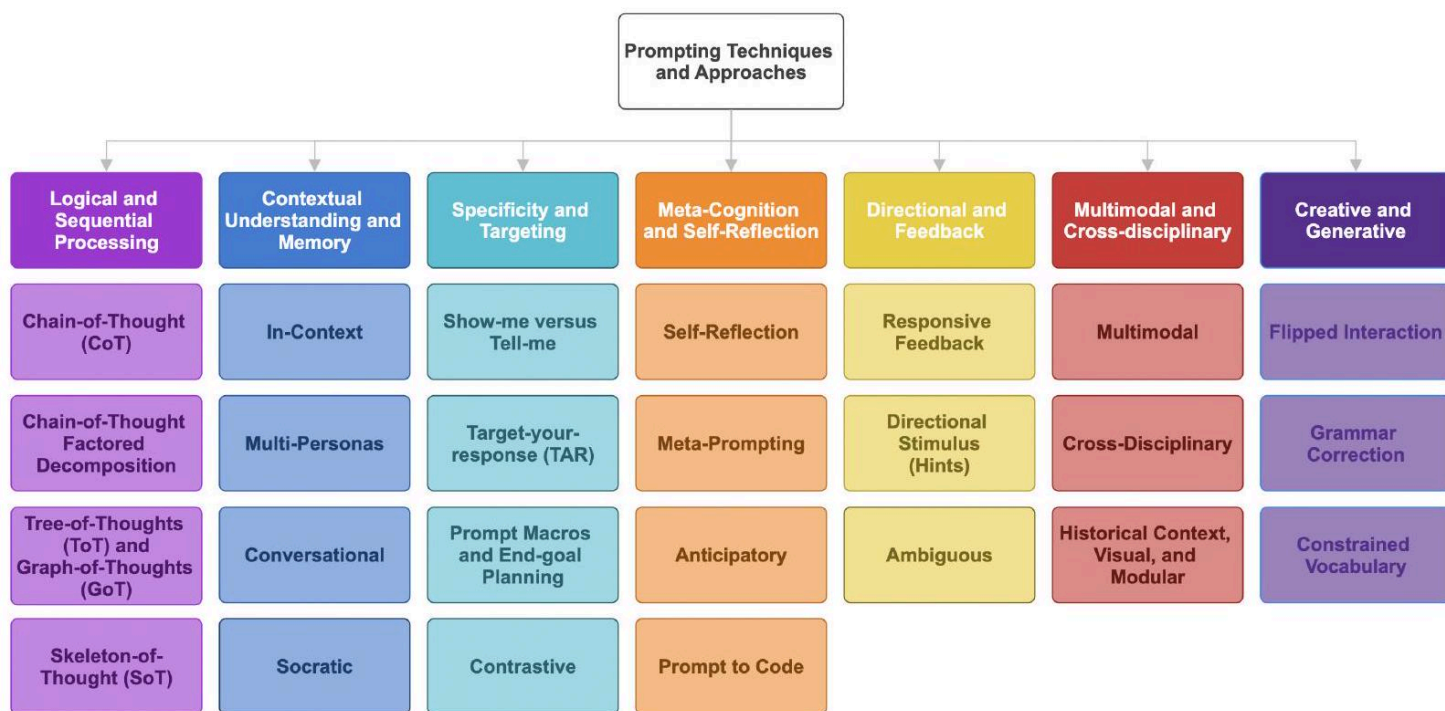 Prompting Techniques
and Approaches
Logical and
Sequential
Processing
Contextual
Understanding and
Memory
Specificity and
Targeting
Meta-Cognition
and Self-Reflection
Directional and
Feedback
Multimodal and
Cross-disciplinary
Creative and
Generative
Chain-of-Thought
(CoT)
In-Context
Show-me versus
Tell-me
Self-Reflection
Responsive
Feedback
Multimodal
Flipped Interaction
Chain-of-Thought
Factored
Decomposition
Multi-Personas
Target-your-
response (TAR)
Meta-Prompting
Directional
Stimulus
(Hints)
Cross-Disciplinary
Grammar
Correction
Tree-of-Thoughts
(ToT) and
Graph-of-Thoughts
(GoT)
Conversational
Prompt Macros
and End-goal
Planning
Anticipatory
Ambiguous
Historical Context,
Visual, and
Modular
Constrained
Vocabulary
Skeleton-of-
Thought (SoT)
Socratic
Contrastive
Prompt to Code